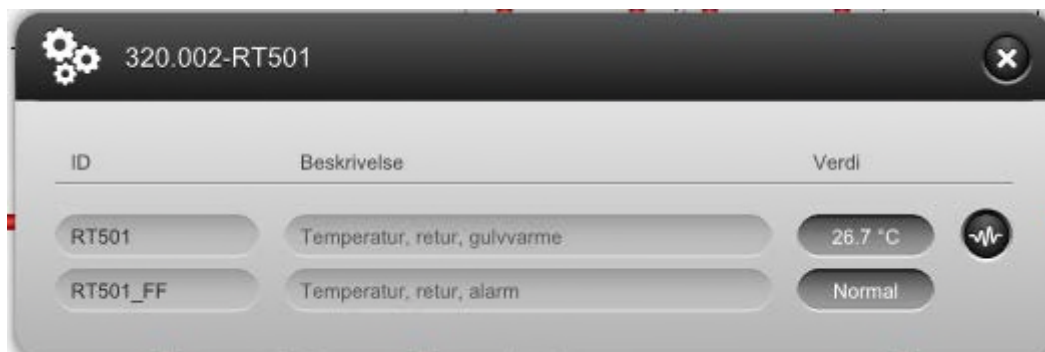 320.002-RT501
ID Beskrivelse Verdi
RT501 Temperatur, retur, gulvvarme 26.7 °C
RT501_FF Temperatur, retur, alarm Normal